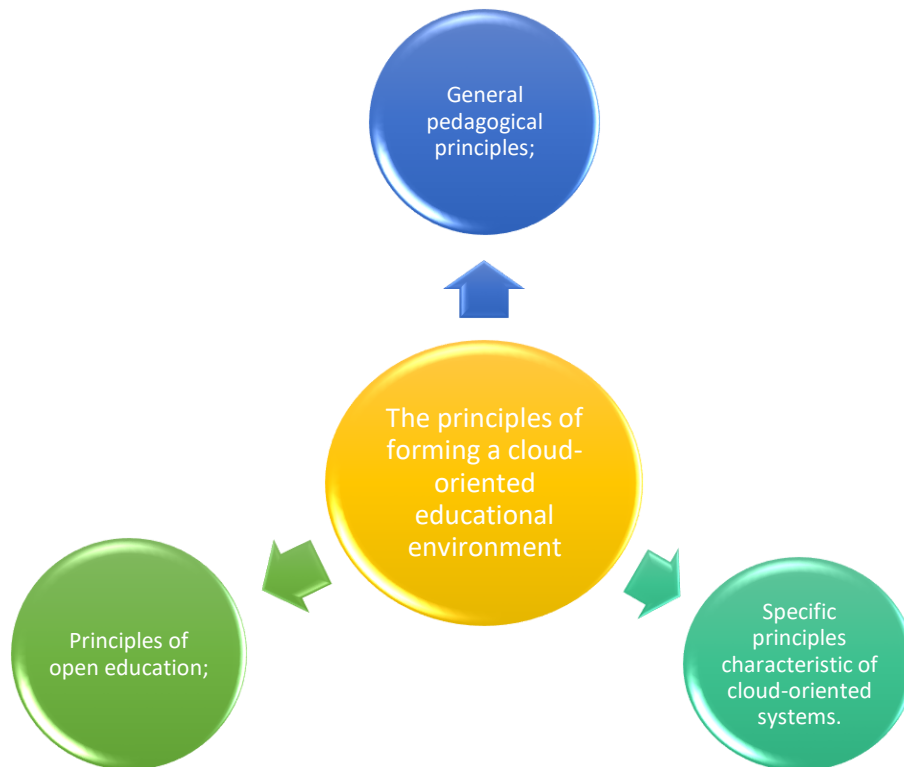 General
pedagogical
principles;
The principles of
forming a cloud-
oriented
educational
environment
Principles of
open education;
Specific
principles
characteristic of
cloud-oriented
systems.